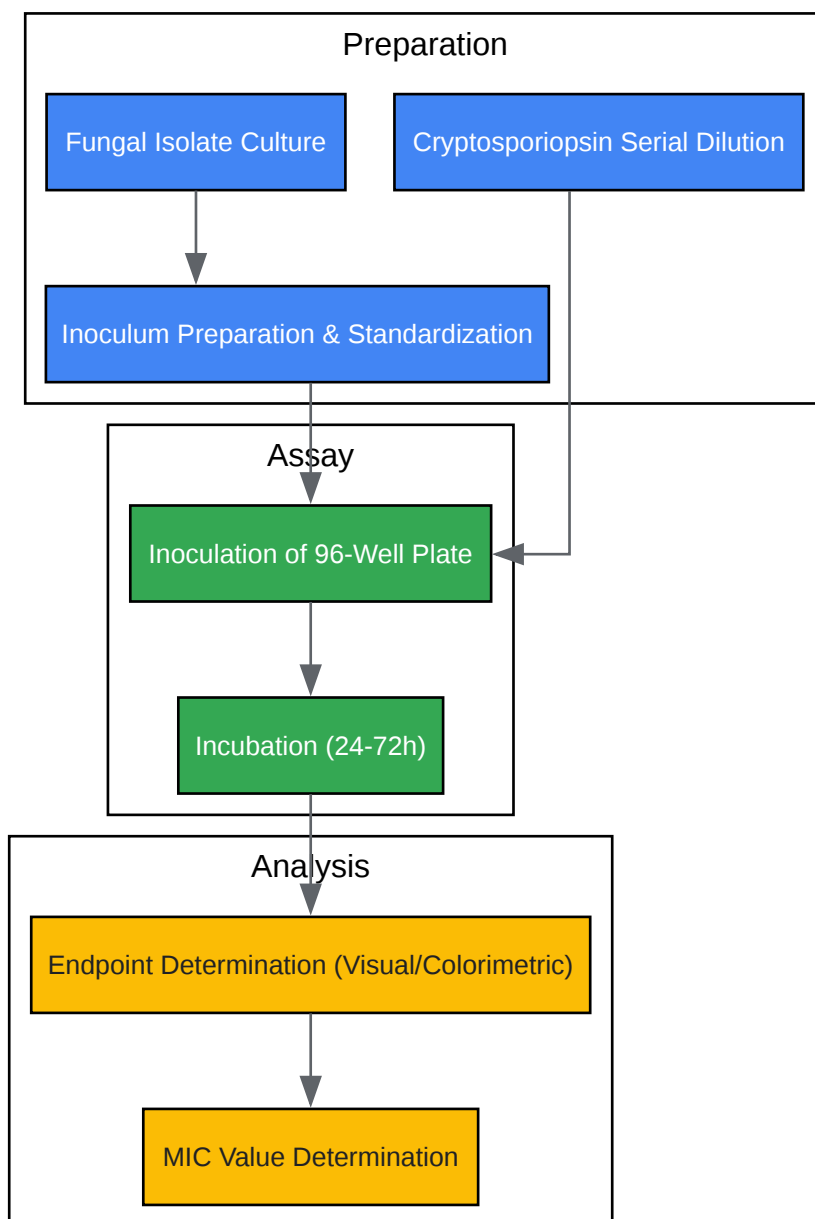 Preparation
Fungal Isolate Culture
Cryptosporiopsin Serial Dilution
Inoculum Preparation & Standardization
Assay
Inoculation of 96-Well Plate
Incubation (24-72h)
Analysis
Endpoint Determination (Visual/Colorimetric)
MIC Value Determination